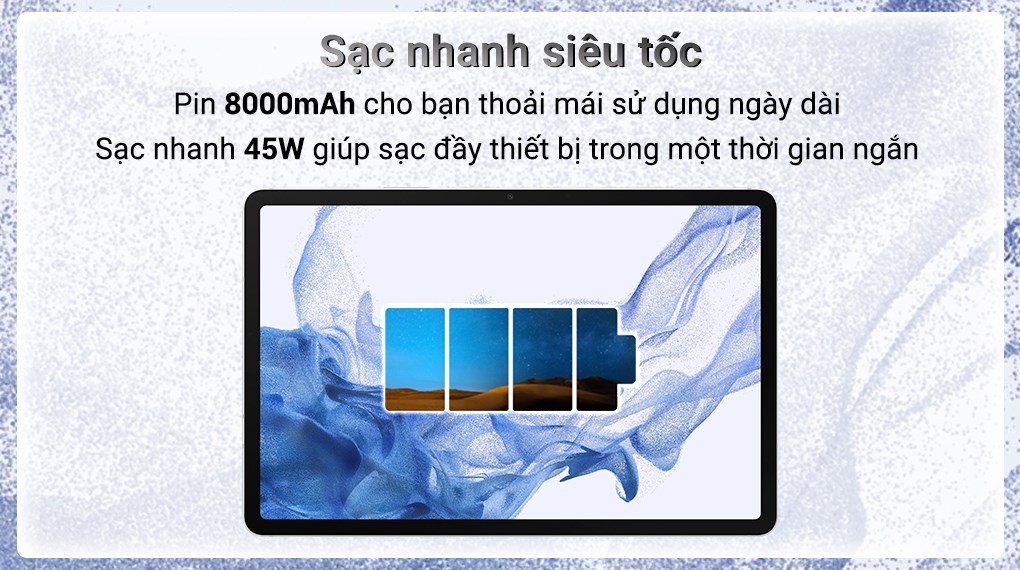 Sạc nhanh siêu tốc
Pin 8000mAh cho bạn thoải mái sử dụng ngày dài
Sạc nhanh 45W giúp sạc đầy thiết bị trong một thời gian ngắn